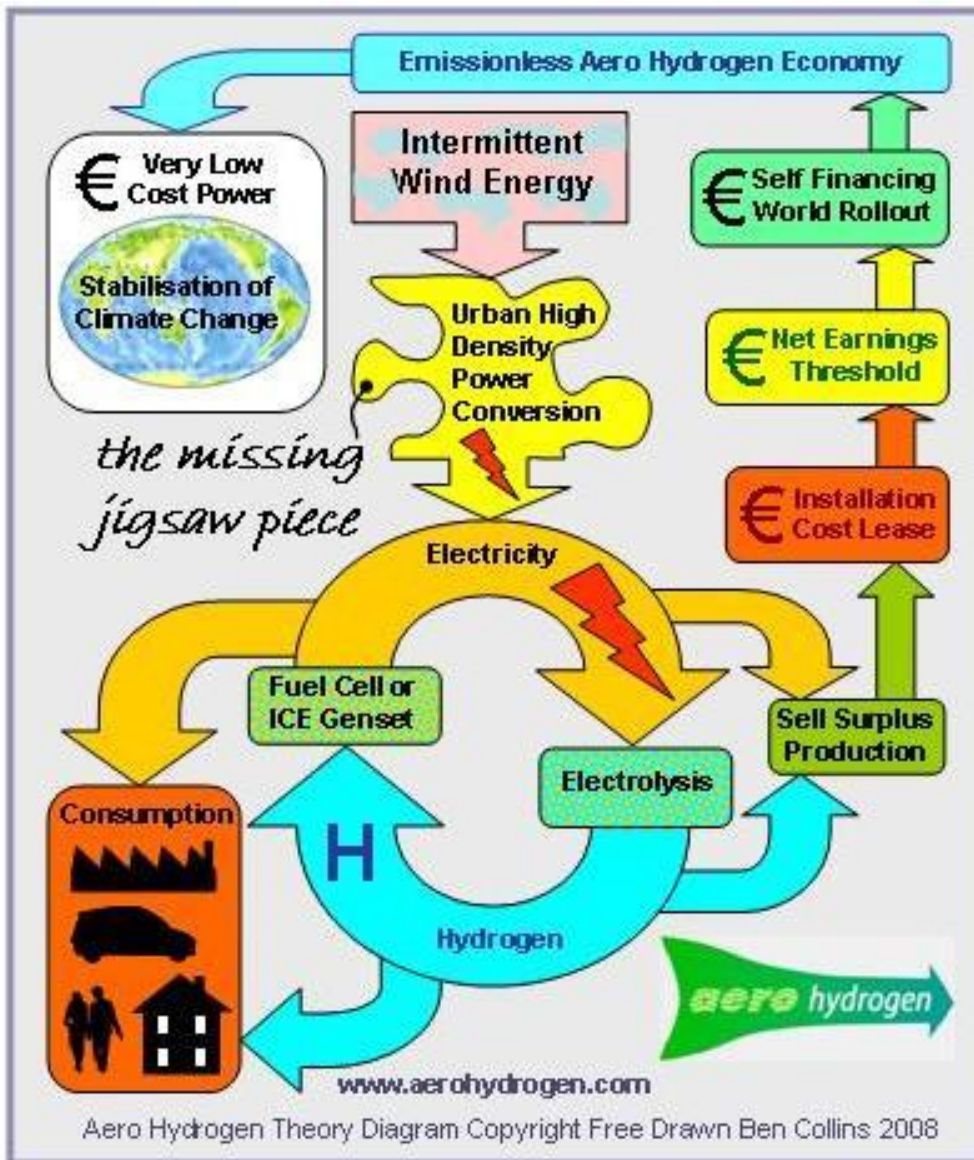 Emissionless Aero Hydrogen Economy
€ Very Low
Cost Power
Stabilisation of
Climate Change
Intermittent
Wind Energy
€ Self Financing
World Rollout
Urban High
Density
Power
Conversion
€ Net Earnings
Threshold
the missing
jigsaw piece
€ Installation
Cost Lease
Electricity
Fuel Cell or
ICE Genset
Sell Surplus
Production
Electrolysis
Consumption
H
Hydrogen
aero hydrogen
www.aerohydrogen.com
Aero Hydrogen Theory Diagram Copyright Free Drawn Ben Collins 2008